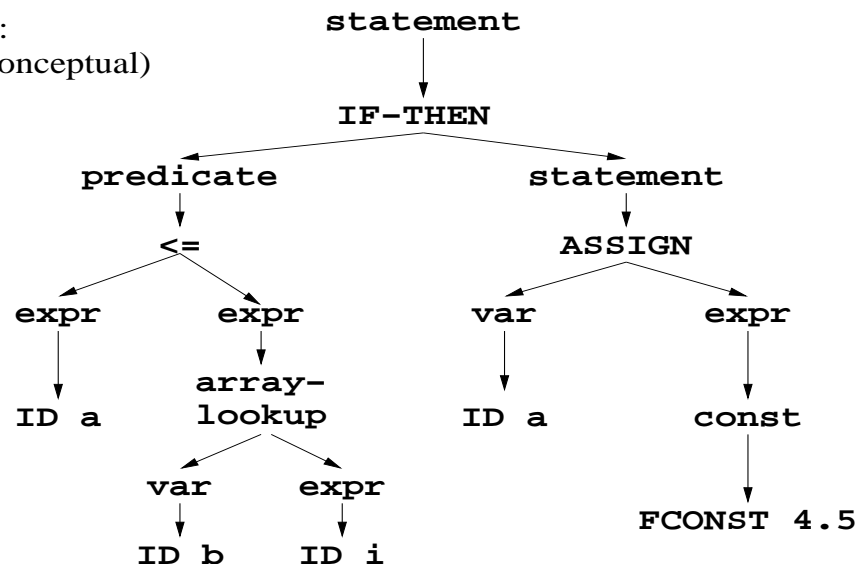 :
statement
onceptual)
IF-THEN
predicate
statement
<=
ASSIGN
expr
expr
var
expr
array-
lookup
ID a
ID a
const
var
expr
FCONST 4.5
ID b
ID i